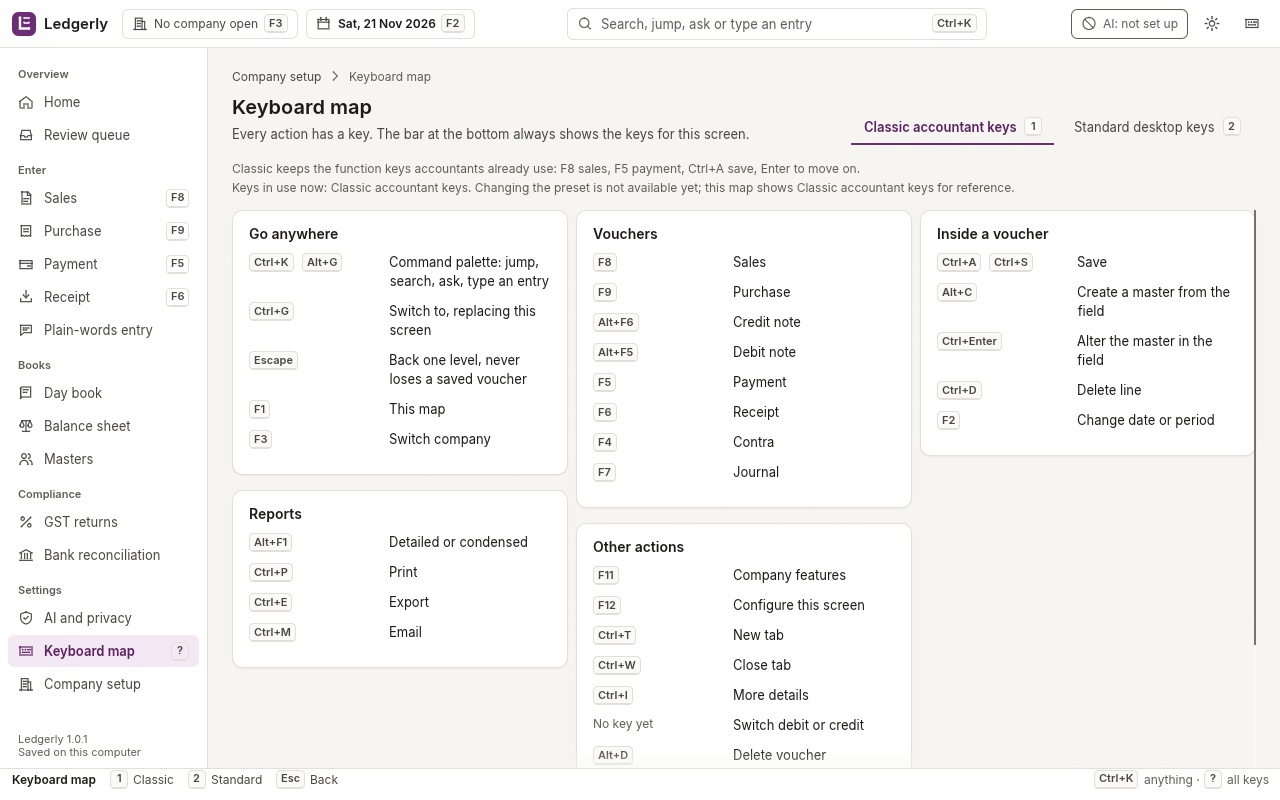 Ledgerly
No company open F3
Sat, 21 Nov 2026 F2
Search, jump, ask or type an entry Ctrl+K
AI: not set up
Overview
Home
Review queue
Enter
Sales F8
Purchase F9
Payment F5
Receipt F6
Plain-words entry
Books
Day book
Balance sheet
Masters
Compliance
GST returns
Bank reconciliation
Settings
AI and privacy
Keyboard map ?
Company setup
Ledgerly 1.0.1
Saved on this computer
Company setup > Keyboard map
Keyboard map
Every action has a key. The bar at the bottom always shows the keys for this screen.
Classic accountant keys 1
Standard desktop keys 2
Classic keeps the function keys accountants already use: F8 sales, F5 payment, Ctrl+A save, Enter to move on.
Keys in use now: Classic accountant keys. Changing the preset is not available yet; this map shows Classic accountant keys for reference.
Go anywhere
Ctrl+K Alt+G Command palette: jump,
search, ask, type an entry
Ctrl+G Switch to, replacing this
screen
Escape Back one level, never
loses a saved voucher
F1 This map
F3 Switch company
Reports
Alt+F1 Detailed or condensed
Ctrl+P Print
Ctrl+E Export
Ctrl+M Email
Vouchers
F8 Sales
F9 Purchase
Alt+F6 Credit note
Alt+F5 Debit note
F5 Payment
F6 Receipt
F4 Contra
F7 Journal
Other actions
F11 Company features
F12 Configure this screen
Ctrl+T New tab
Ctrl+W Close tab
Ctrl+I More details
No key yet Switch debit or credit
Alt+D Delete voucher
Inside a voucher
Ctrl+A Ctrl+S Save
Alt+C Create a master from the
field
Ctrl+Enter Alter the master in the
field
Ctrl+D Delete line
F2 Change date or period
Keyboard map 1 Classic 2 Standard Esc Back
Ctrl+K anything · ? all keys